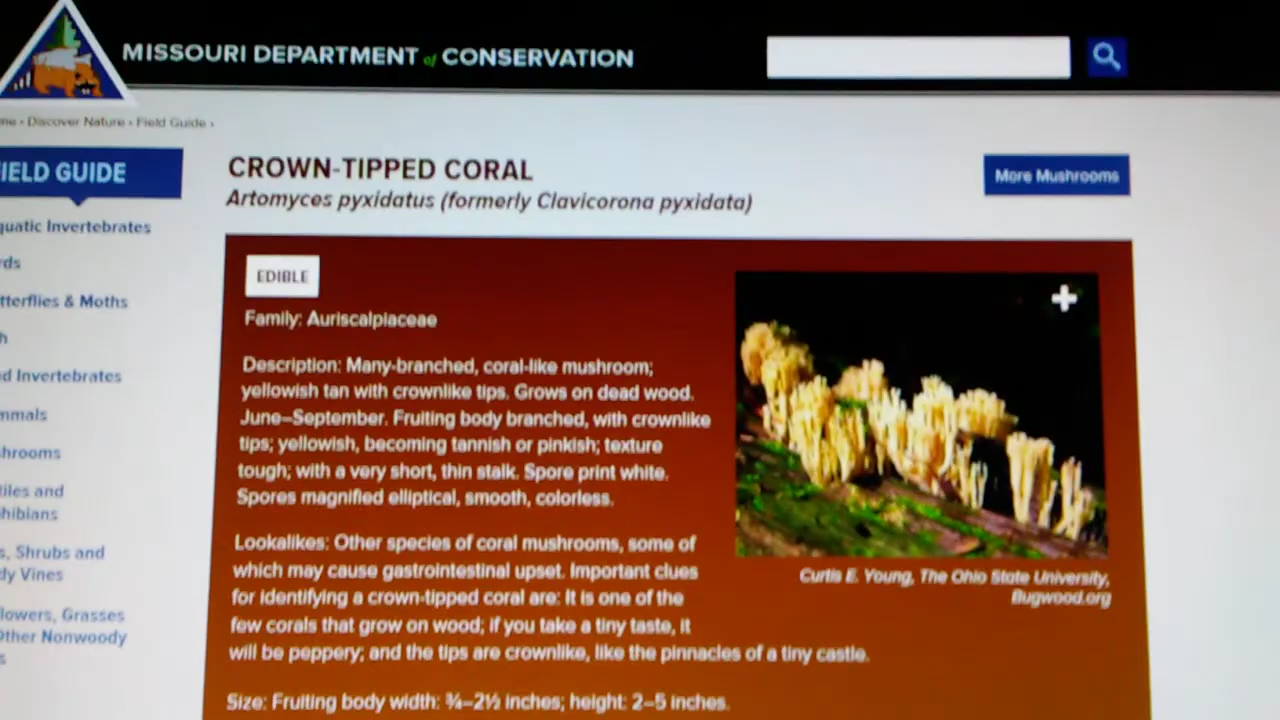 MISSOURI DEPARTMENT of CONSERVATION
Discover Nature › Field Guide ›
FIELD GUIDE
CROWN-TIPPED CORAL
More Mushrooms
Artomyces pyxidatus (formerly Clavicorona pyxidata)
quatic Invertebrates
rds
tterflies & Moths
h
d Invertebrates
mmals
shrooms
tiles and
hibians
s, Shrubs and
dy Vines
lowers, Grasses
Other Nonwoody
s
EDIBLE
Family: Auriscalpiaceae
Description: Many-branched, coral-like mushroom;
yellowish tan with crownlike tips. Grows on dead wood.
June–September. Fruiting body branched, with crownlike
tips; yellowish, becoming tannish or pinkish; texture
tough; with a very short, thin stalk. Spore print white.
Spores magnified elliptical, smooth, colorless.
Lookalikes: Other species of coral mushrooms, some of
which may cause gastrointestinal upset. Important clues
for identifying a crown-tipped coral are: It is one of the
few corals that grow on wood; if you take a tiny taste, it
will be peppery; and the tips are crownlike, like the pinnacles of a tiny castle.
Size: Fruiting body width: ¾–2½ inches; height: 2–5 inches.
Curtis E. Young, The Ohio State University,
Bugwood.org